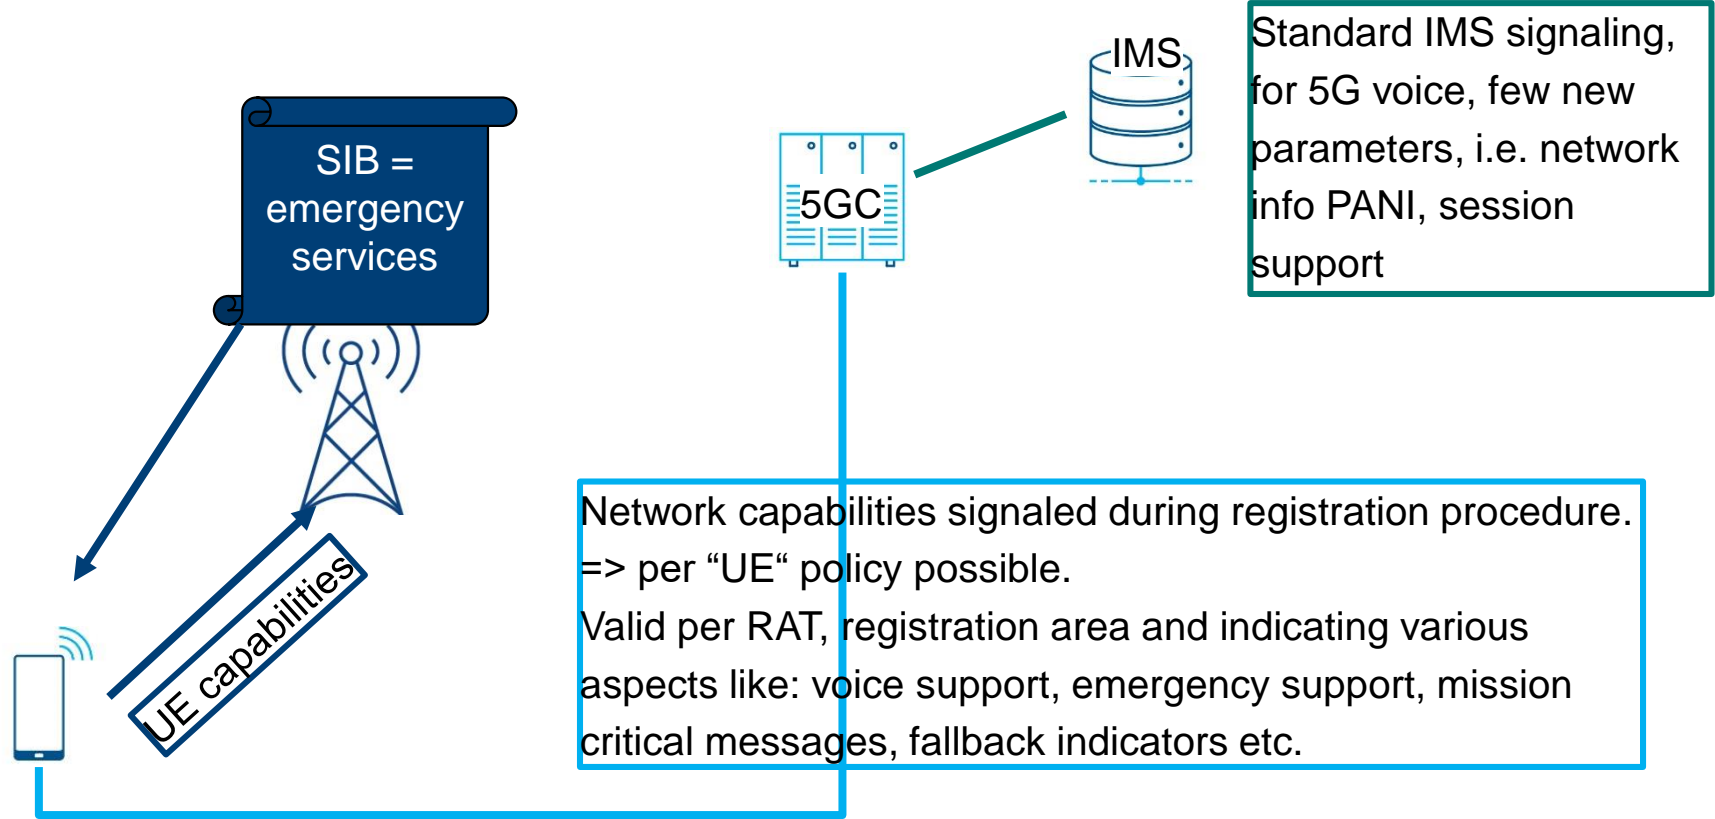 SIB =
emergency
services
UE capabilities
5GC
IMS
Standard IMS signaling,
for 5G voice, few new
parameters, i.e. network
info PANI, session
support
Network capabilities signaled during registration procedure.
=> per “UE“ policy possible.
Valid per RAT, registration area and indicating various
aspects like: voice support, emergency support, mission
critical messages, fallback indicators etc.